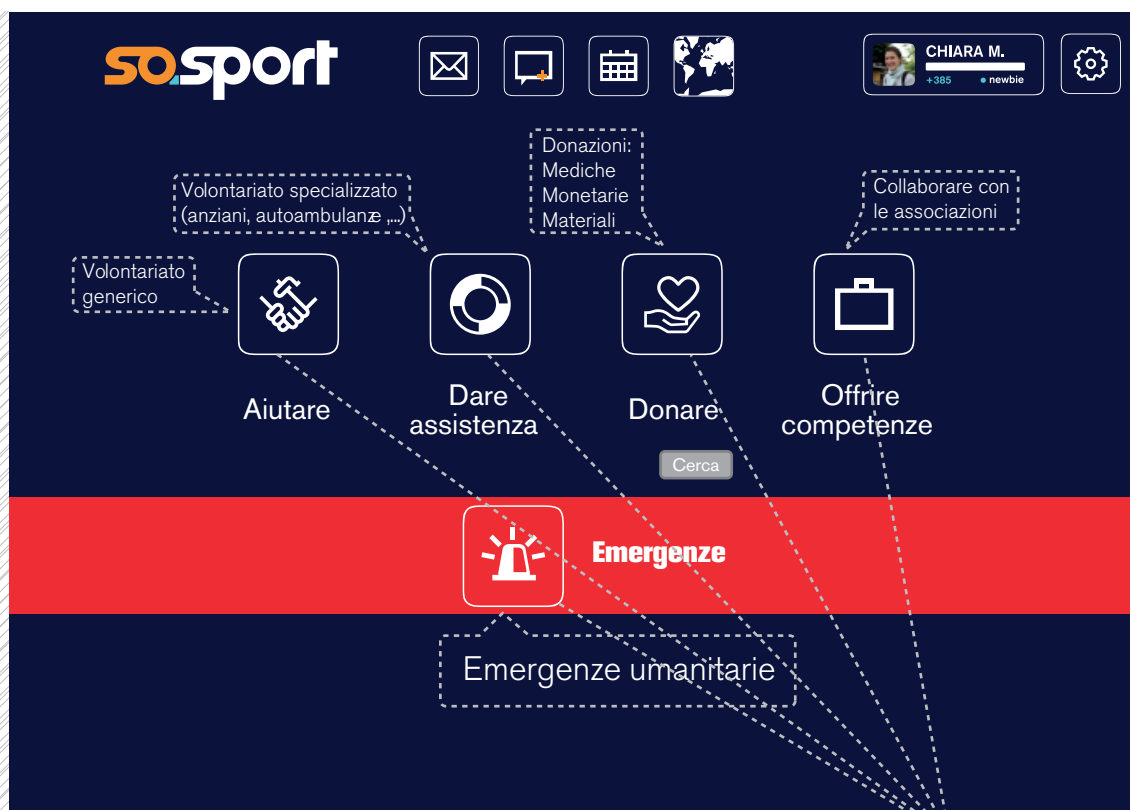 so.sport
CHIARA M.
+385 • newbie
Donazioni:
Mediche
Monetarie
Materiali
Volontariato specializzato
(anziani, autoambulanze ,...)
Collaborare con
le associazioni
Volontariato
generico
Aiutare
Dare
assistenza
Donare
Offrire
competenze
Cerca
Emergenze
Emergenze umanitarie